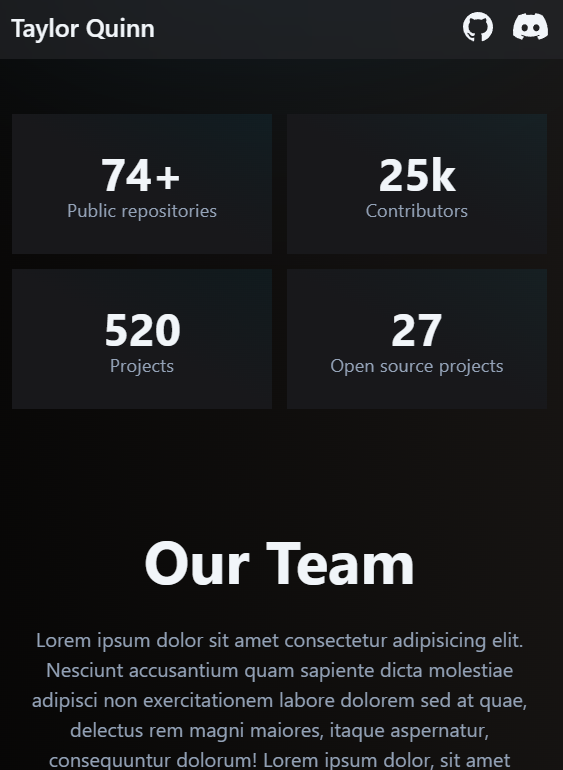 Taylor Quinn
74+
Public repositories
25k
Contributors
520
Projects
27
Open source projects
Our Team
Lorem ipsum dolor sit amet consectetur adipisicing elit.
Nesciunt accusantium quam sapiente dicta molestiae
adipisci non exercitationem labore dolorem sed at quae,
delectus rem magni maiores, itaque aspernatur,
consequuntur dolorum! Lorem ipsum dolor, sit amet